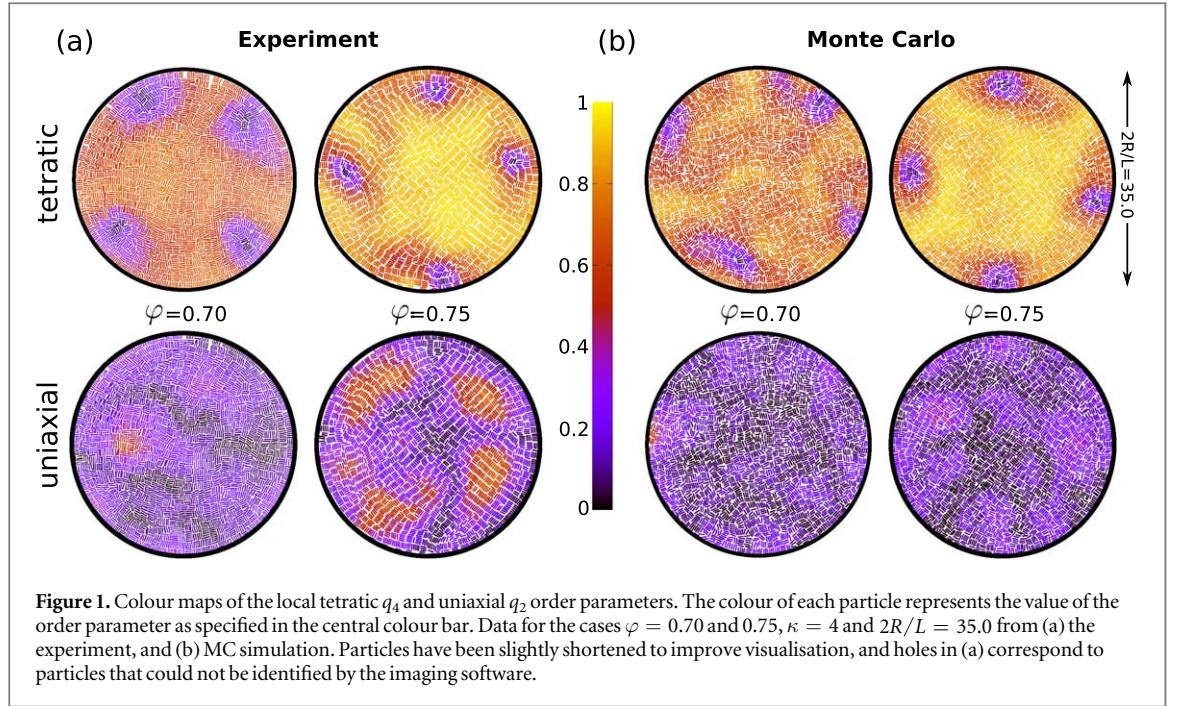 (a)
Experiment
(b)
Monte Carlo
tetratic
1
0.8
0.6
0.4
0.2
0
2R/L=35.0
φ=0.70
φ=0.75
φ=0.70
φ=0.75
uniaxial
Figure 1. Colour maps of the local tetratic q4 and uniaxial q2 order parameters. The colour of each particle represents the value of the
order parameter as specified in the central colour bar. Data for the cases φ = 0.70 and 0.75, κ = 4 and 2R/L = 35.0 from (a) the
experiment, and (b) MC simulation. Particles have been slightly shortened to improve visualisation, and holes in (a) correspond to
particles that could not be identified by the imaging software.